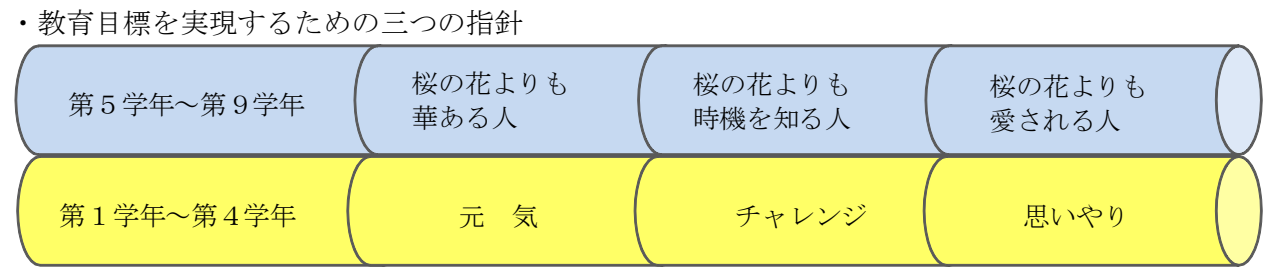 ・教育目標を実現するための三つの指針
第５学年～第９学年
桜の花よりも
華ある人
桜の花よりも
時機を知る人
桜の花よりも
愛される人
第１学年～第４学年
元　気
チャレンジ
思いやり